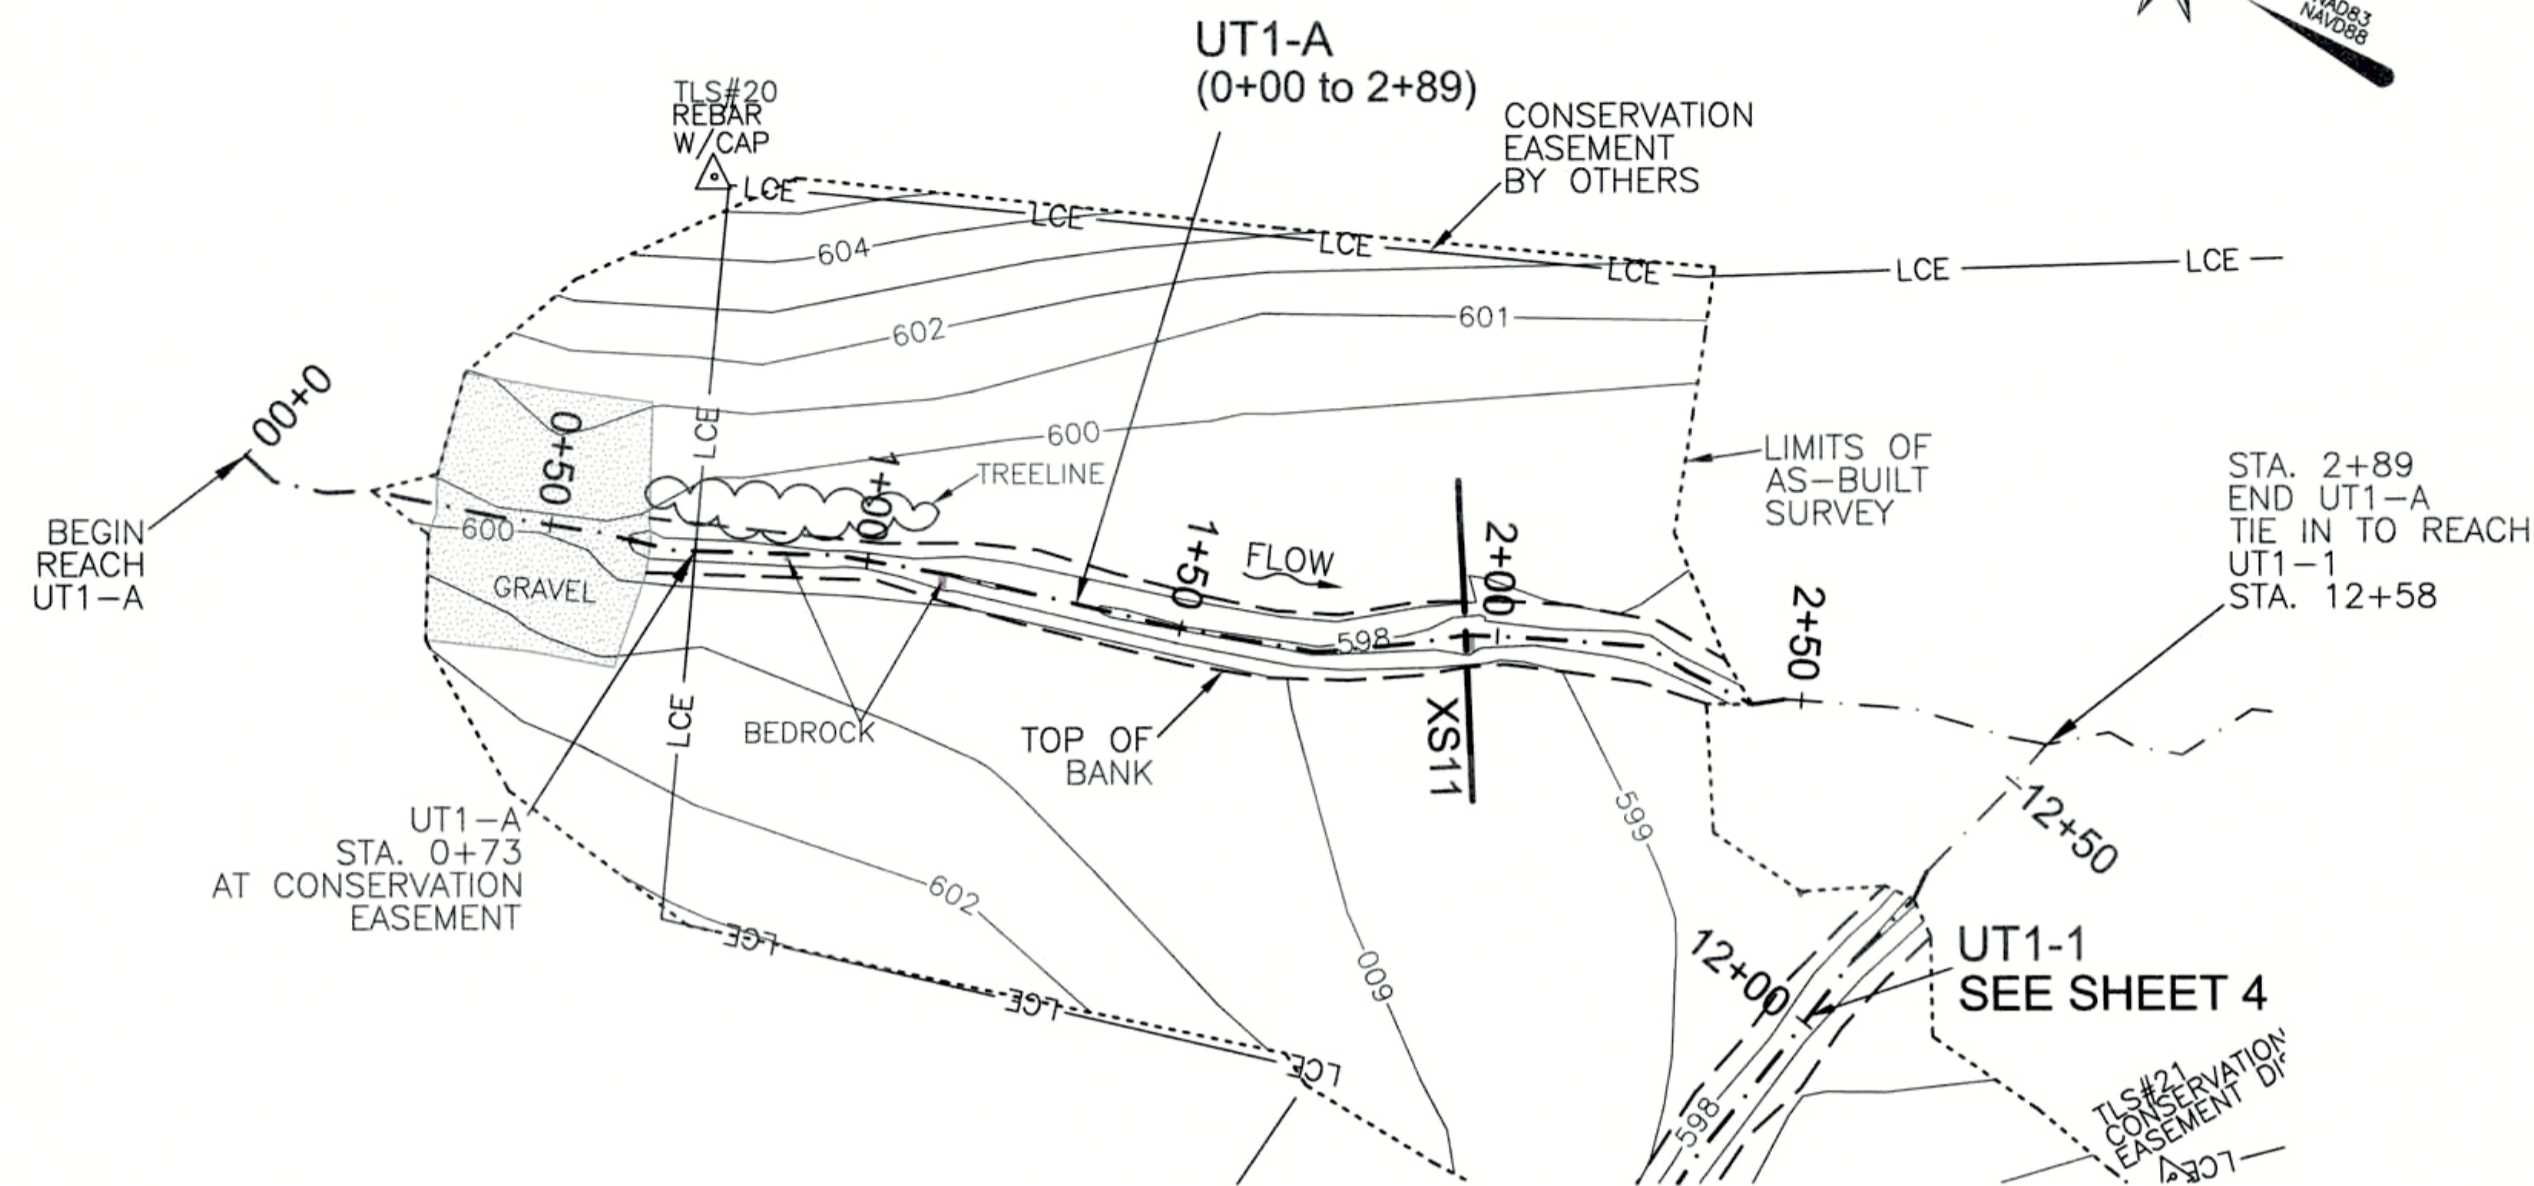 NAD83
NAVD88
UT1-A
(0+00 to 2+89)
TLS#20
REBAR
W/CAP
CONSERVATION
EASEMENT
BY OTHERS
LCE
LCE
LCE
LCE
LCE
LCE
604
602
601
600
0+00
0+50
LCE
1+00
TREELINE
LIMITS OF
AS-BUILT
SURVEY
STA. 2+89
END UT1-A
TIE IN TO REACH
UT1-1
STA. 12+58
BEGIN
REACH
UT1-A
600
GRAVEL
1+50
FLOW
2+00
2+50
598
LCE
BEDROCK
TOP OF
BANK
XS11
599
12+50
UT1-A
STA. 0+73
AT CONSERVATION
EASEMENT
602
LCE
LCE
LCE
600
12+00
UT1-1
SEE SHEET 4
598
TLS#21
CONSERVATION
EASEMENT
LCE